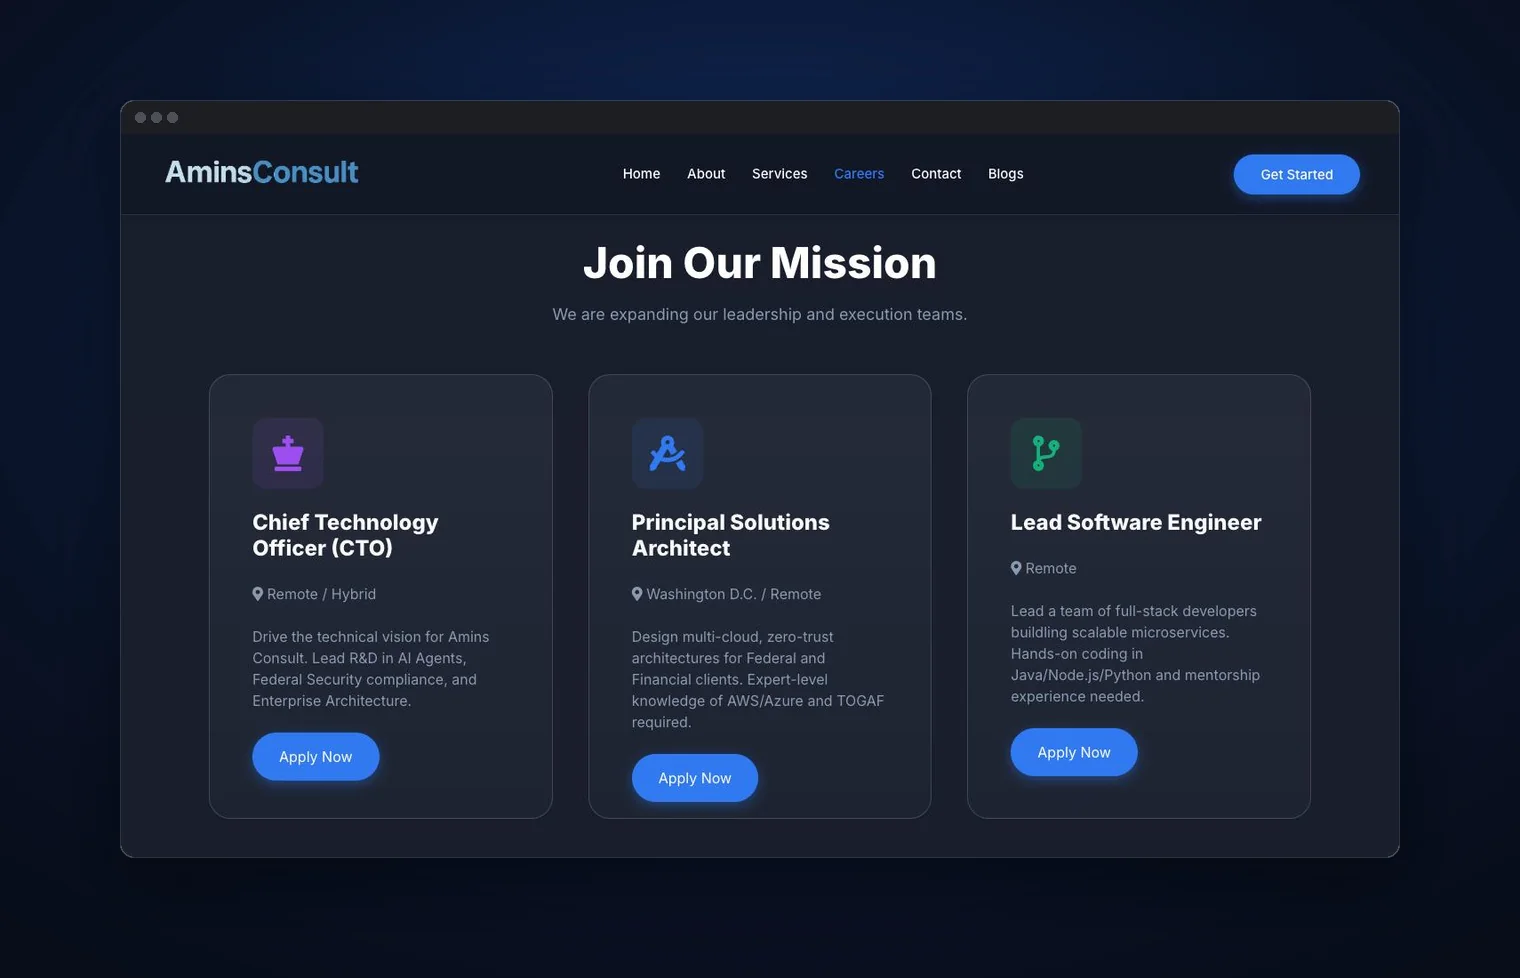 AminsConsult
Home
About
Services
Careers
Contact
Blogs
Get Started
Join Our Mission
We are expanding our leadership and execution teams.
Chief Technology
Officer (CTO)
Remote / Hybrid
Drive the technical vision for Amins
Consult. Lead R&D in AI Agents,
Federal Security compliance, and
Enterprise Architecture.
Apply Now
Principal Solutions
Architect
Washington D.C. / Remote
Design multi-cloud, zero-trust
architectures for Federal and
Financial clients. Expert-level
knowledge of AWS/Azure and TOGAF
required.
Apply Now
Lead Software Engineer
Remote
Lead a team of full-stack developers
buildling scalable microservices.
Hands-on coding in
Java/Node.js/Python and mentorship
experience needed.
Apply Now